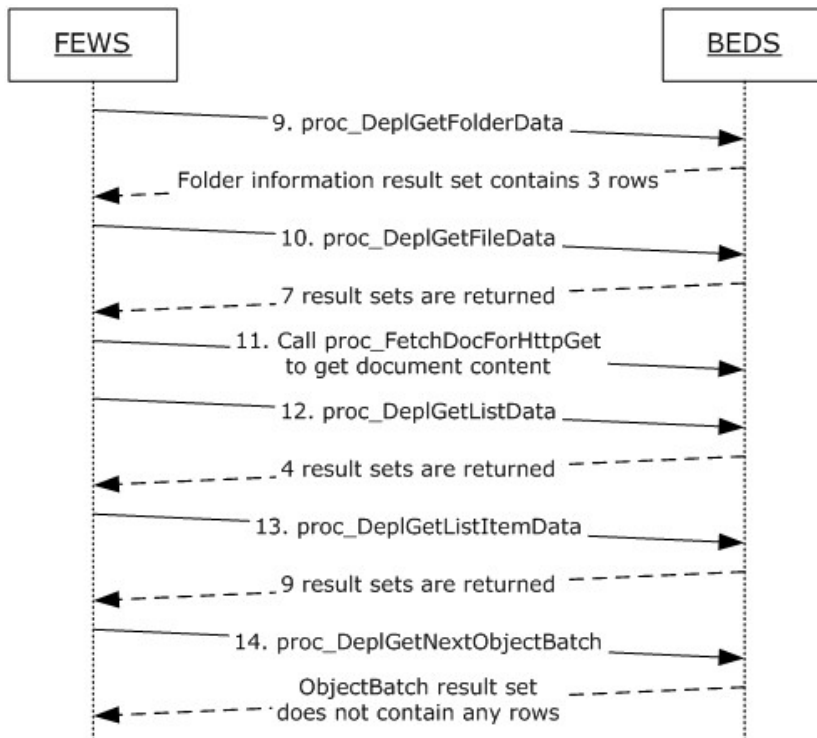 FEWS
BEDS
9. proc_DeplGetFolderData
Folder information result set contains 3 rows
10. proc_DeplGetFileData
7 result sets are returned
11. Call proc_FetchDocForHttpGet
to get document content
12. proc_DeplGetListData
4 result sets are returned
13. proc_DeplGetListItemData
9 result sets are returned
14. proc_DeplGetNextObjectBatch
ObjectBatch result set
does not contain any rows